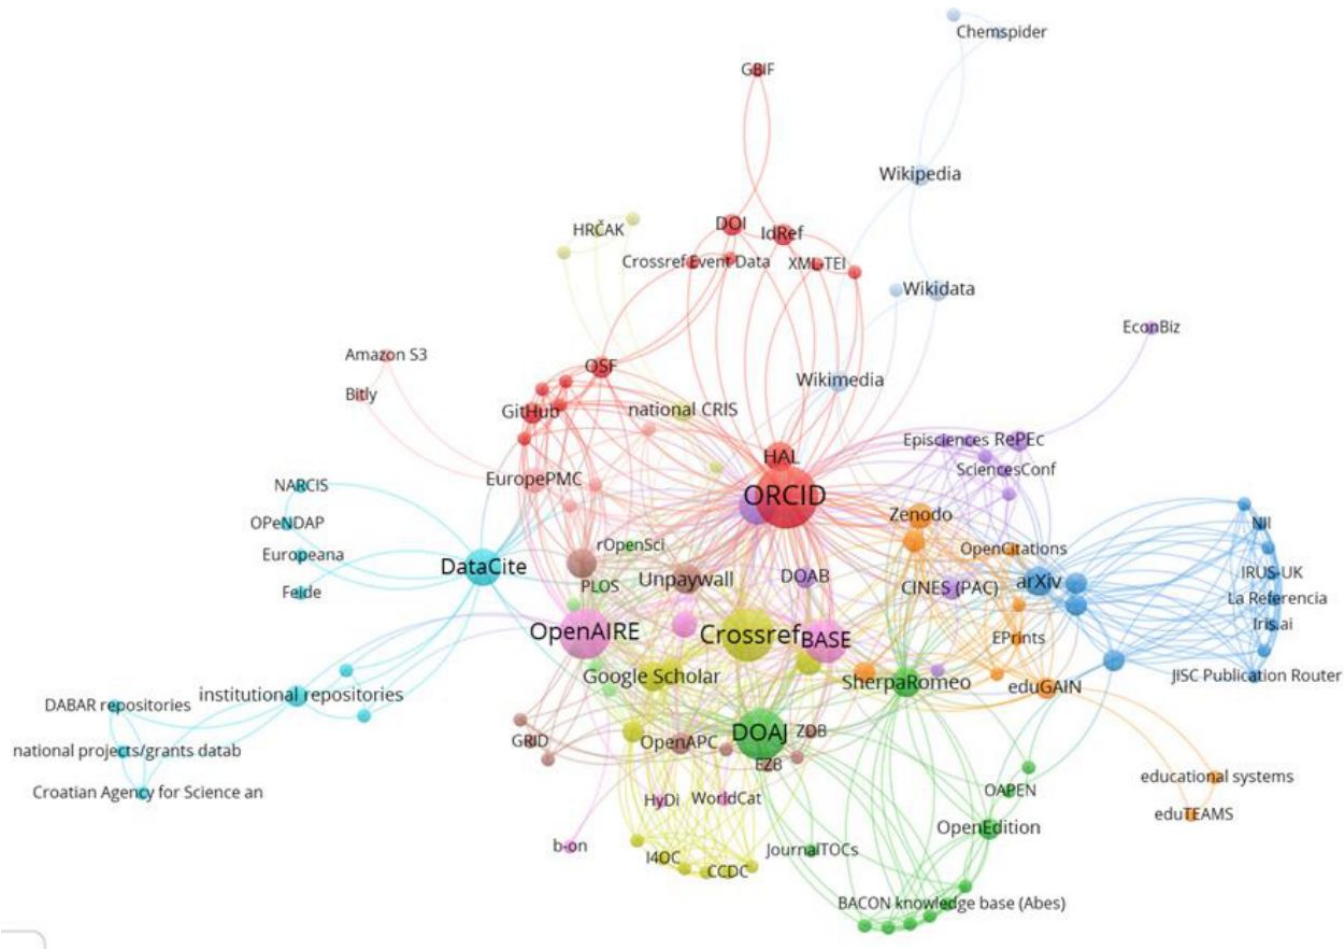 Chemspider
GBIF
Wikipedia
HRČAK
DOI
IdRef
Crossref Event Data
XML-TEI
Wikidata
EconBiz
Amazon S3
OSF
Bitly
Wikimedia
GitHub
national CRIS
Episciences
RePEc
HAL
SciencesConf
EuropePMC
NARCIS
ORCID
OPeNDAP
Zenodo
NII
Europeana
rOpenSci
OpenCitations
DataCite
Unpaywall
DOAB
IRUS-UK
Feide
PLOS
CINES (PAC)
arXiv
La Referencia
OpenAIRE
Crossref
BASE
EPrints
Iris.ai
Google Scholar
SherpaRomeo
eduGAIN
JISC Publication Router
institutional repositories
DABAR repositories
GRID
OpenAPC
DOAJ
ZDB
national projects/grants datab
EZB
educational systems
Croatian Agency for Science an
HyDi
WorldCat
OAPEN
eduTEAMS
OpenEdition
b-on
I4OC
JournalTOCs
CCDC
BACON knowledge base (Abes)